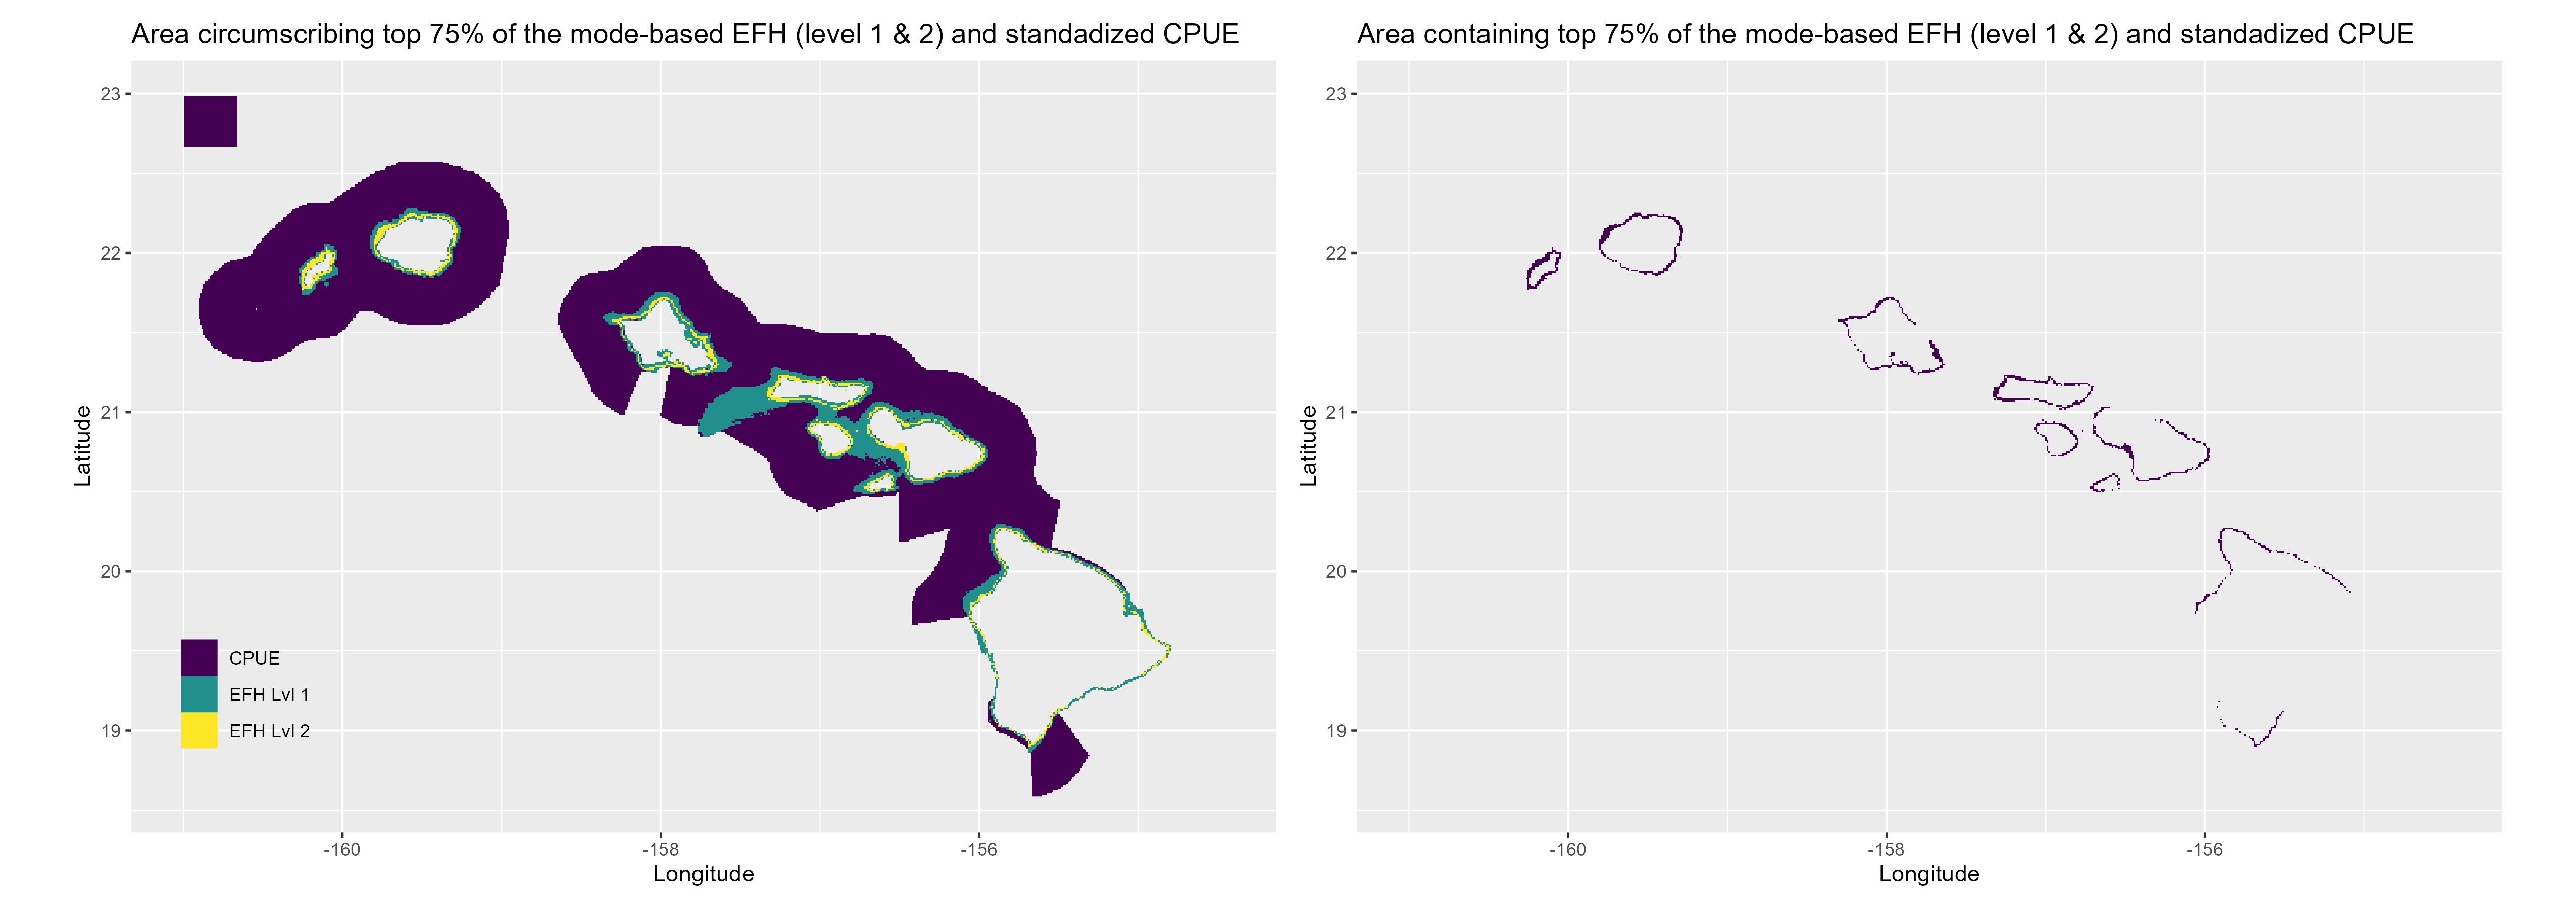 Area circumscribing top 75% of the mode-based EFH (level 1 & 2) and standadized CPUE
23
22
21
20
19
Latitude
CPUE
EFH Lvl 1
EFH Lvl 2
-160
-158
-156
Longitude
Area containing top 75% of the mode-based EFH (level 1 & 2) and standadized CPUE
23
22
21
20
19
Latitude
-160
-158
-156
Longitude